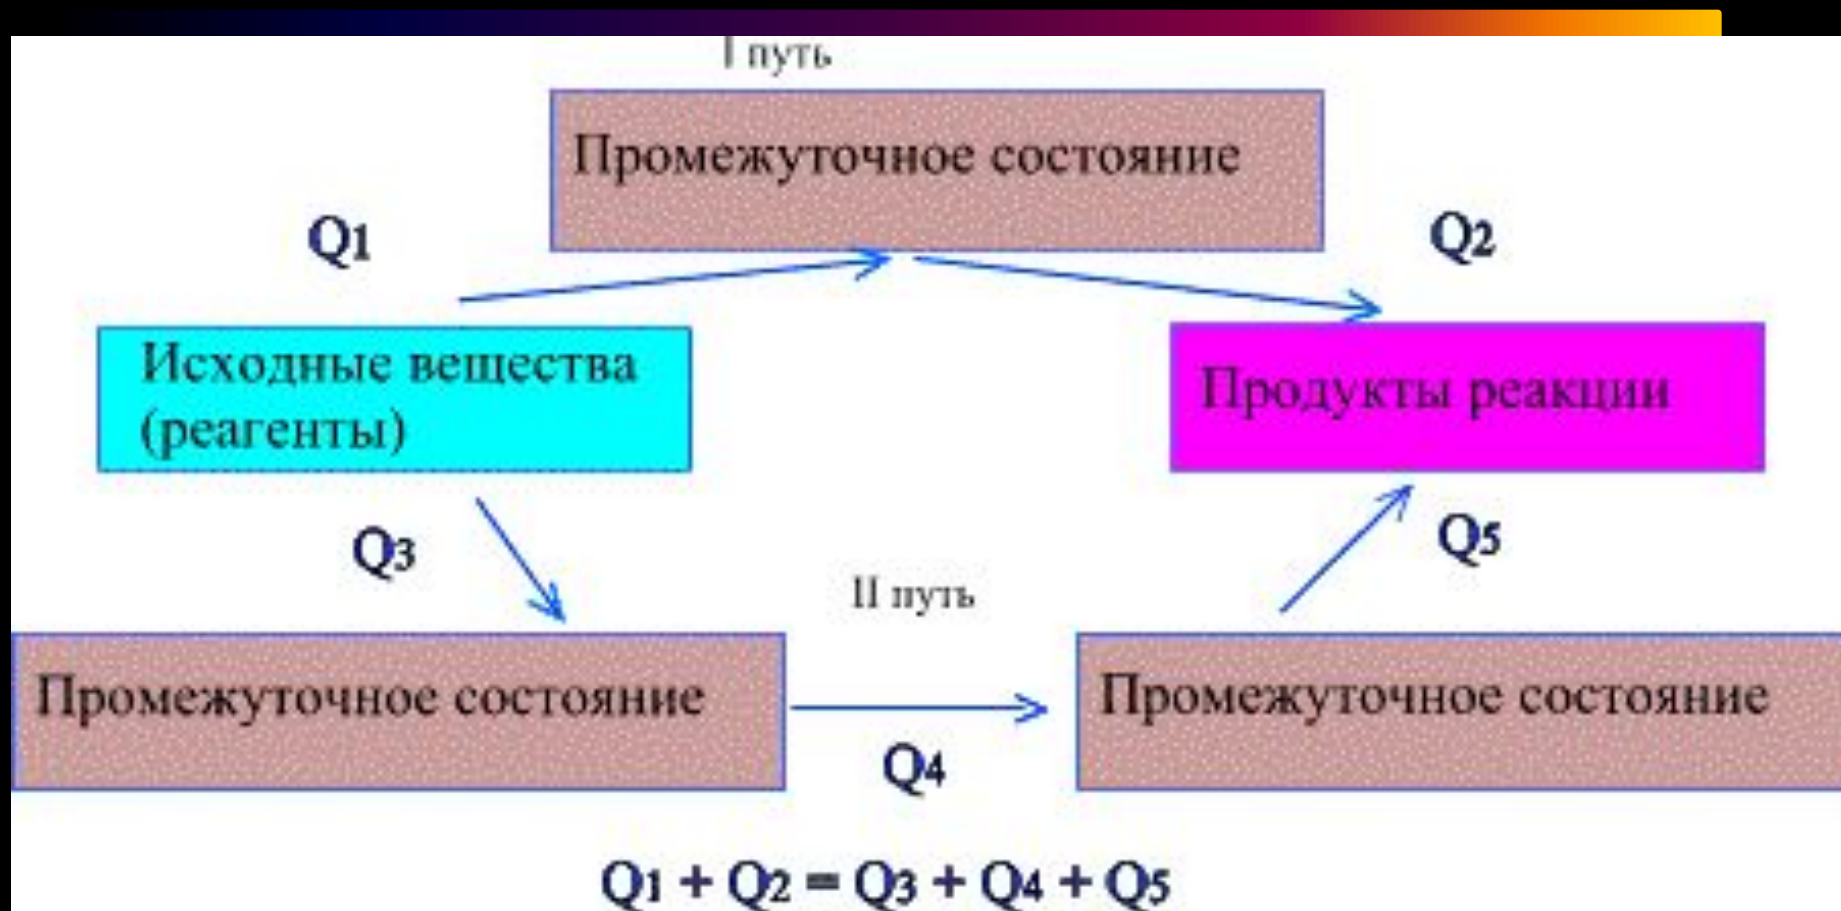 I путь
Промежуточное состояние
Q1
Q2
Исходные вещества
(реагенты)
Продукты реакции
Q3
Q5
II путь
Промежуточное состояние
Промежуточное состояние
Q4
Q1 + Q2 = Q3 + Q4 + Q5